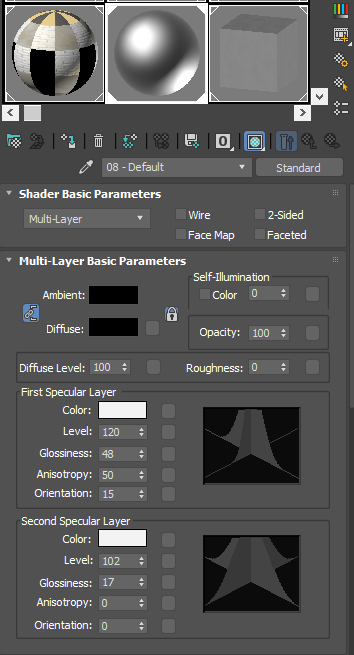 0
08 - Default Standard
Shader Basic Parameters
Multi-Layer Wire 2-Sided
Face Map Faceted
Multi-Layer Basic Parameters
Self-Illumination
Ambient: Color 0
Diffuse: Opacity: 100
Diffuse Level: 100 Roughness: 0
First Specular Layer
Color:
Level: 120
Glossiness: 48
Anisotropy: 50
Orientation: 15
Second Specular Layer
Color:
Level: 102
Glossiness: 17
Anisotropy: 0
Orientation: 0